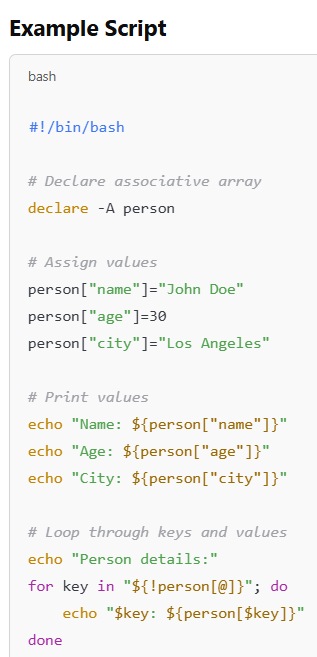 Example Script
bash
#!/bin/bash
# Declare associative array
declare -A person
# Assign values
person["name"]="John Doe"
person["age"]=30
person["city"]="Los Angeles"
# Print values
echo "Name: ${person["name"]}"
echo "Age: ${person["age"]}"
echo "City: ${person["city"]}"
# Loop through keys and values
echo "Person details:"
for key in "${!person[@]}"; do
    echo "$key: ${person[$key]}"
done